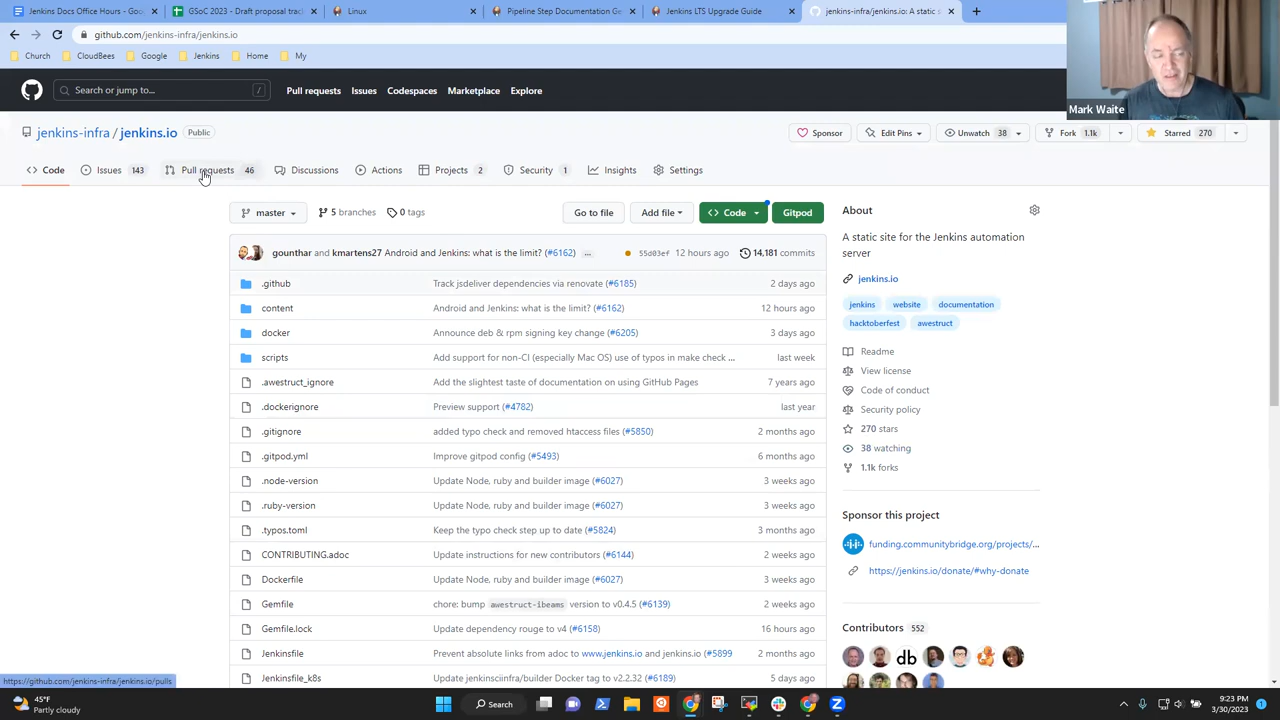 Jenkins Docs Office Hours - Goo
GSoC 2023 - Draft proposal track
Linux
Pipeline Step Documentation Ge
Jenkins LTS Upgrade Guide
jenkins-infra/jenkins.io: A static s
github.com/jenkins-infra/jenkins.io
Church
CloudBees
Google
Jenkins
Home
My
Search or jump to...
/
Pull requests
Issues
Codespaces
Marketplace
Explore
Mark Waite
jenkins-infra / jenkins.io
Public
Sponsor
Edit Pins
Unwatch 38
Fork 1.1k
Starred 270
Code
Issues 143
Pull requests 46
Discussions
Actions
Projects 2
Security 1
Insights
Settings
master
5 branches
0 tags
Go to file
Add file
Code
Gitpod
gounthar and kmartens27 Android and Jenkins: what is the limit? (#6162) ... 55d03ef 12 hours ago 14,181 commits
.github Track jsdeliver dependencies via renovate (#6185) 2 days ago
content Android and Jenkins: what is the limit? (#6162) 12 hours ago
docker Announce deb & rpm signing key change (#6205) 3 days ago
scripts Add support for non-CI (especially Mac OS) use of typos in make check ... last week
.awestruct_ignore Add the slightest taste of documentation on using GitHub Pages 7 years ago
.dockerignore Preview support (#4782) last year
.gitignore added typo check and removed htaccess files (#5850) 2 months ago
.gitpod.yml Improve gitpod config (#5493) 6 months ago
.node-version Update Node, ruby and builder image (#6027) 3 weeks ago
.ruby-version Update Node, ruby and builder image (#6027) 3 weeks ago
.typos.toml Keep the typo check step up to date (#5824) 3 months ago
CONTRIBUTING.adoc Update instructions for new contributors (#6144) 2 weeks ago
Dockerfile Update Node, ruby and builder image (#6027) 3 weeks ago
Gemfile chore: bump awestruct-ibeams version to v0.4.5 (#6139) 2 weeks ago
Gemfile.lock Update dependency rouge to v4 (#6158) 16 hours ago
Jenkinsfile Prevent absolute links from adoc to www.jenkins.io and jenkins.io (#5899 2 months ago
Jenkinsfile_k8s Update jenkinsciinfra/builder Docker tag to v2.2.32 (#6189) 5 days ago
About
A static site for the Jenkins automation
server
jenkins.io
jenkins
website
documentation
hacktoberfest
awestruct
Readme
View license
Code of conduct
Security policy
270 stars
38 watching
1.1k forks
Sponsor this project
funding.communitybridge.org/projects/...
https://jenkins.io/donate/#why-donate
Contributors 552
db
https://github.com/jenkins-infra/jenkins.io/pulls
45°F
Partly cloudy
Search
9:23 PM
3/30/2023